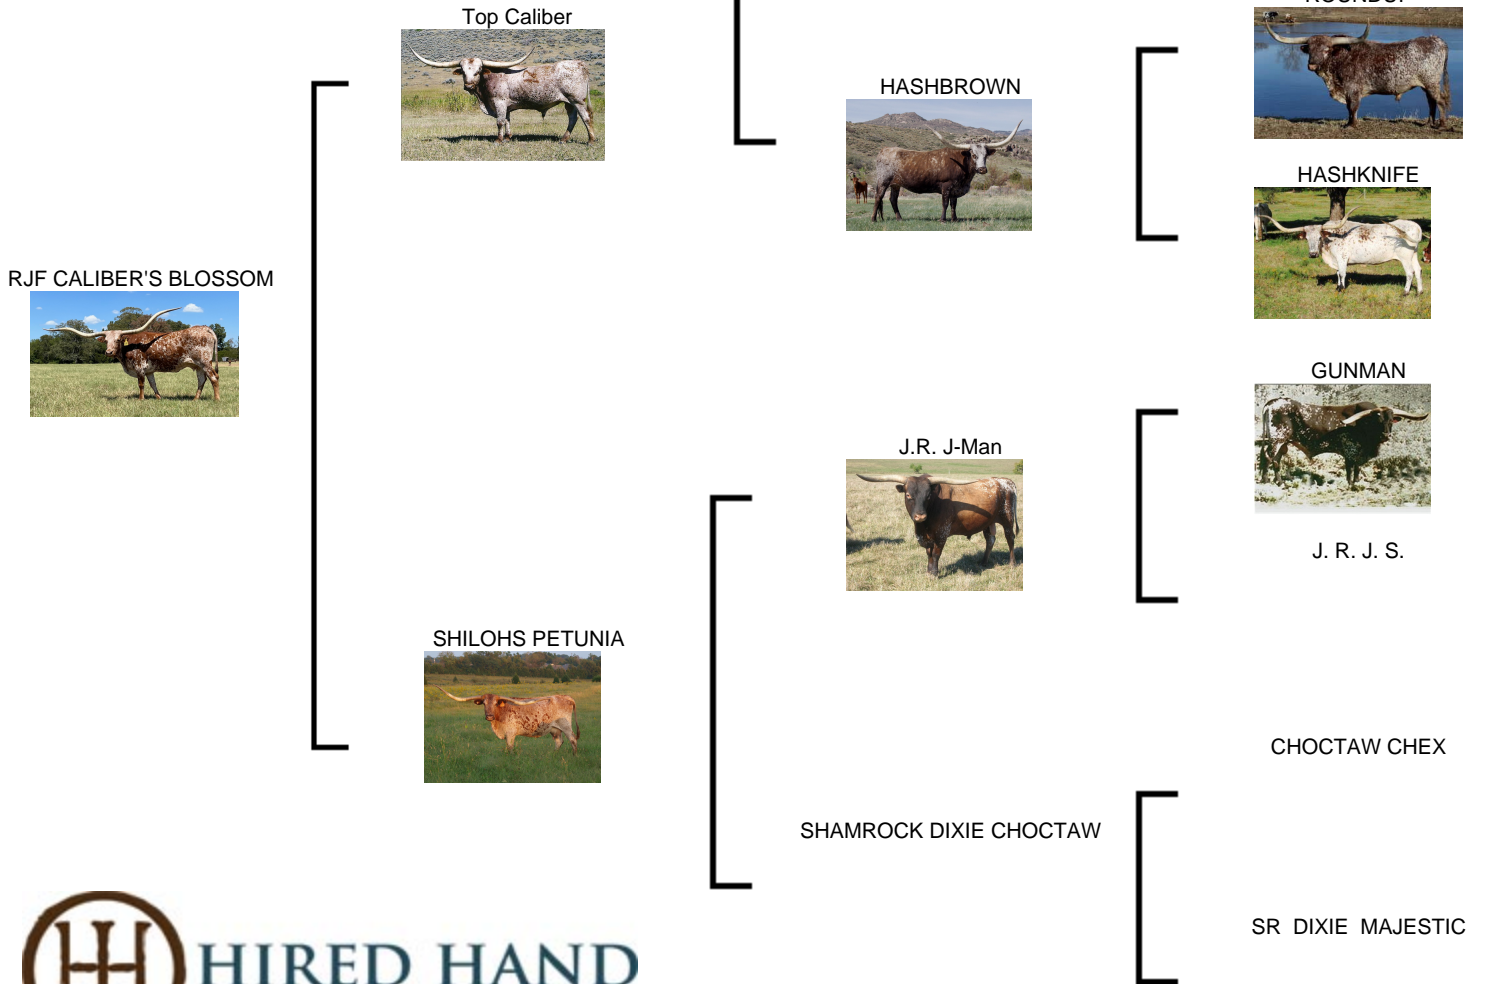 Top Caliber
HASHBROWN
HASHKNIFE
RJF CALIBER'S BLOSSOM
GUNMAN
J.R. J-Man
J. R. J. S.
SHILOHS PETUNIA
CHOCTAW CHEX
SHAMROCK DIXIE CHOCTAW
SR DIXIE MAJESTIC
HIRED HAND